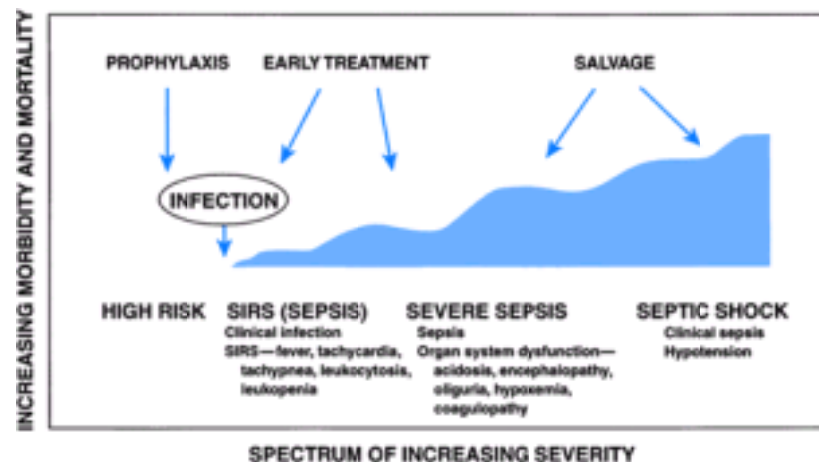 INCREASING MORBIDITY AND MORTALITY
PROPHYLAXIS
EARLY TREATMENT
SALVAGE
INFECTION
HIGH RISK
SIRS (SEPSIS)
Clinical infection
SIRS—fever, tachycardia,
tachypnea, leukocytosis,
leukopenia
SEVERE SEPSIS
Sepsis
Organ system dysfunction—
acidosis, encephalopathy,
oliguria, hypoxemia,
coagulopathy
SEPTIC SHOCK
Clinical sepsis
Hypotension
SPECTRUM OF INCREASING SEVERITY